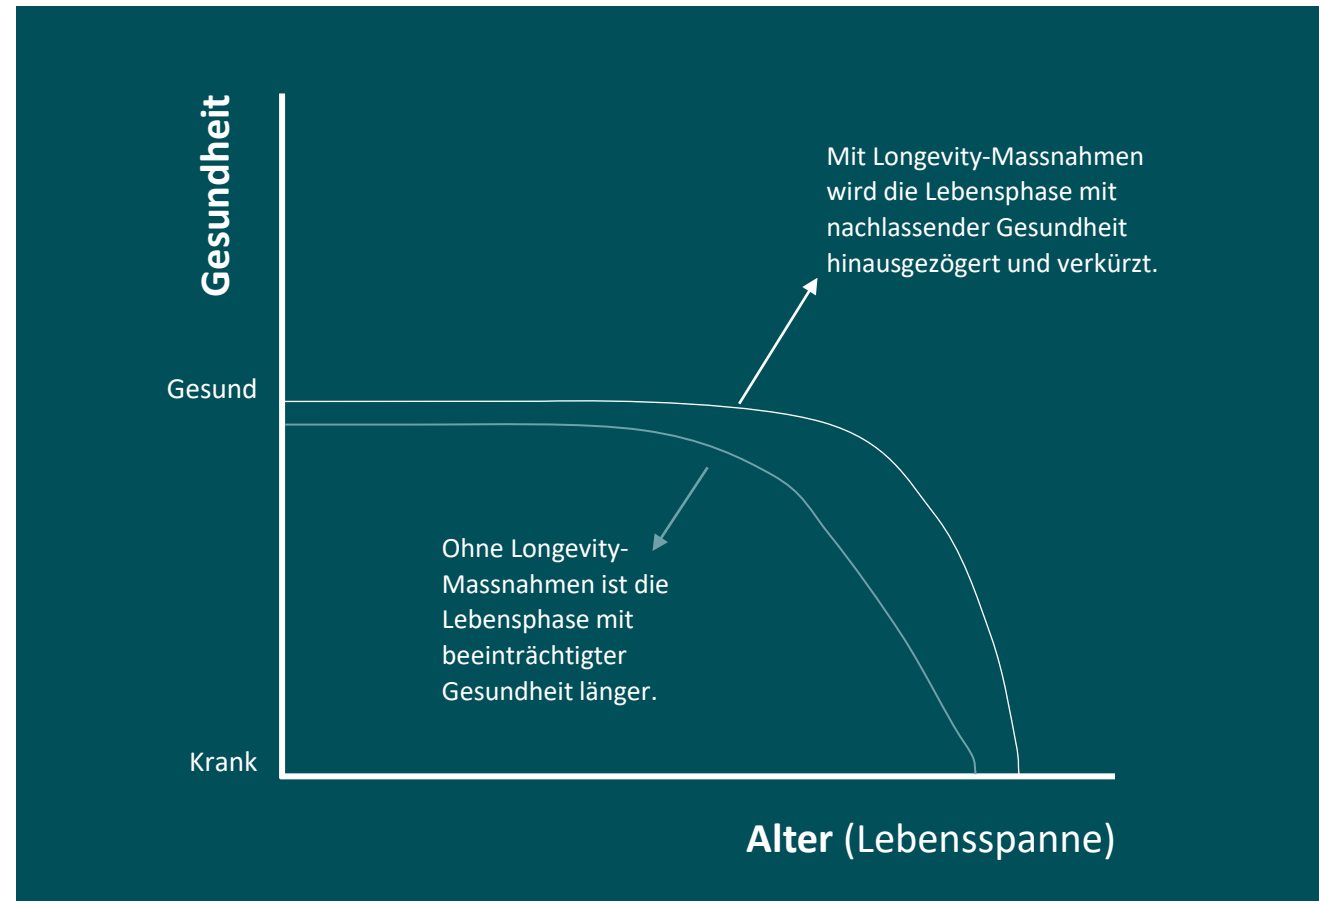 Gesundheit
Mit Longevity-Massnahmen
wird die Lebensphase mit
nachlassender Gesundheit
hinausgezögert und verkürzt.
Gesund
Ohne Longevity-
Massnahmen ist die
Lebensphase mit
beeinträchtigter
Gesundheit länger.
Krank
Alter (Lebensspanne)